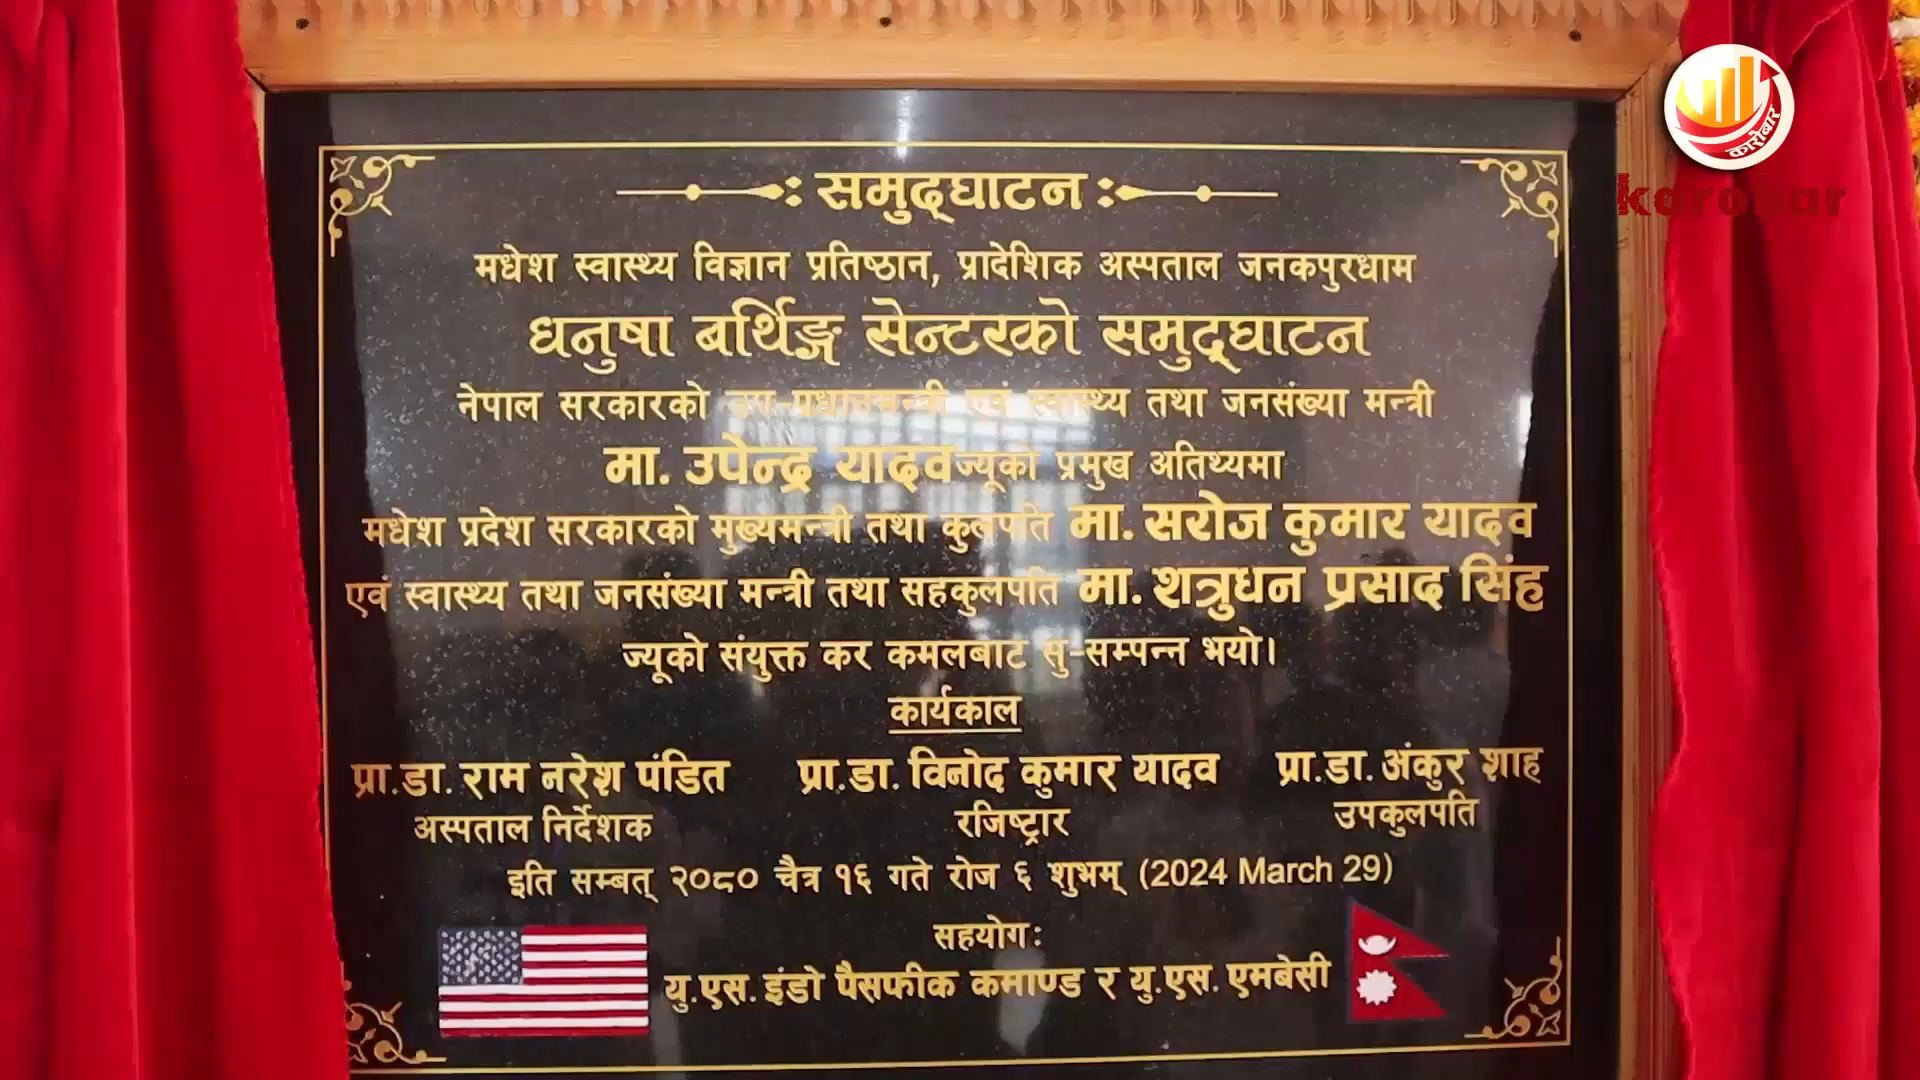 कारोबार
karobar
समुद्घाटन
मधेश स्वास्थ्य विज्ञान प्रतिष्ठान, प्रादेशिक अस्पताल जनकपुरधाम
धनुषा बर्थिङ्ग सेन्टरको समुद्घाटन
नेपाल सरकारको उप-प्रधानमन्त्री एवं स्वास्थ्य तथा जनसंख्या मन्त्री
मा. उपेन्द्र यादवज्यूको प्रमुख अतिथ्यमा
मधेश प्रदेश सरकारको मुख्यमन्त्री तथा कुलपति मा. सरोज कुमार यादव
एवं स्वास्थ्य तथा जनसंख्या मन्त्री तथा सहकुलपति मा. शत्रुधन प्रसाद सिंह
ज्यूको संयुक्त कर कमलबाट सु-सम्पन्न भयो।
कार्यकाल
प्रा.डा. राम नरेश पंडित प्रा.डा. विनोद कुमार यादव प्रा.डा. अंकुर शाह
अस्पताल निर्देशक रजिष्ट्रार उपकुलपति
इति सम्बत् २०८० चैत्र १६ गते रोज ६ शुभम् (2024 March 29)
सहयोग:
यु.एस. इंडो पैसफीक कमाण्ड र यु.एस. एमबेसी